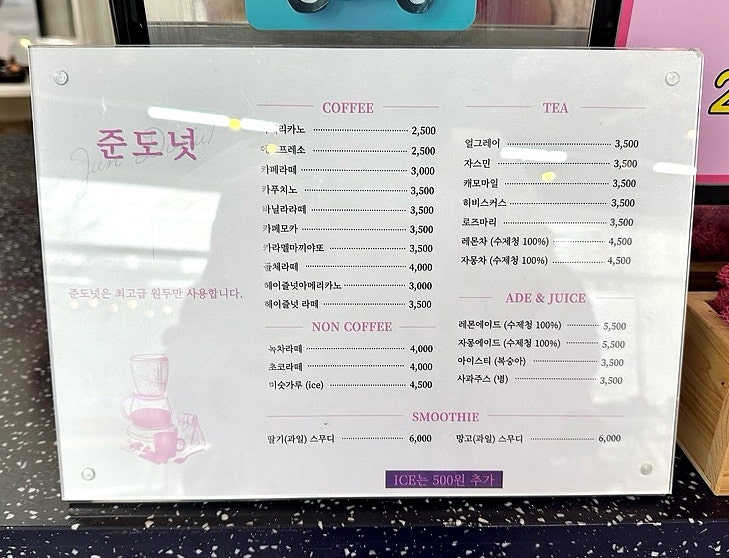 준도넛
준도넛은 최고급 원두만 사용합니다.
COFFEE
리카노 2,500
프레소 2,500
카페라떼 3,000
카푸치노 3,500
바닐라라떼 3,500
카페모카 3,500
카라멜마끼야또 3,500
돌체라떼 4,000
헤이즐넛아메리카노 3,000
헤이즐넛 라떼 3,500
NON COFFEE
녹차라떼 4,000
초코라떼 4,000
미숫가루 (ice) 4,500
TEA
얼그레이 3,500
자스민 3,500
캐모마일 3,500
히비스커스 3,500
로즈마리 3,500
레몬차 (수제청 100%) 4,500
자몽차 (수제청 100%) 4,500
ADE & JUICE
레몬에이드 (수제청 100%) 5,500
자몽에이드 (수제청 100%) 5,500
아이스티 (복숭아) 3,500
사과주스 (병) 3,500
SMOOTHIE
딸기(과일) 스무디 6,000
망고(과일) 스무디 6,000
ICE는 500원 추가
2